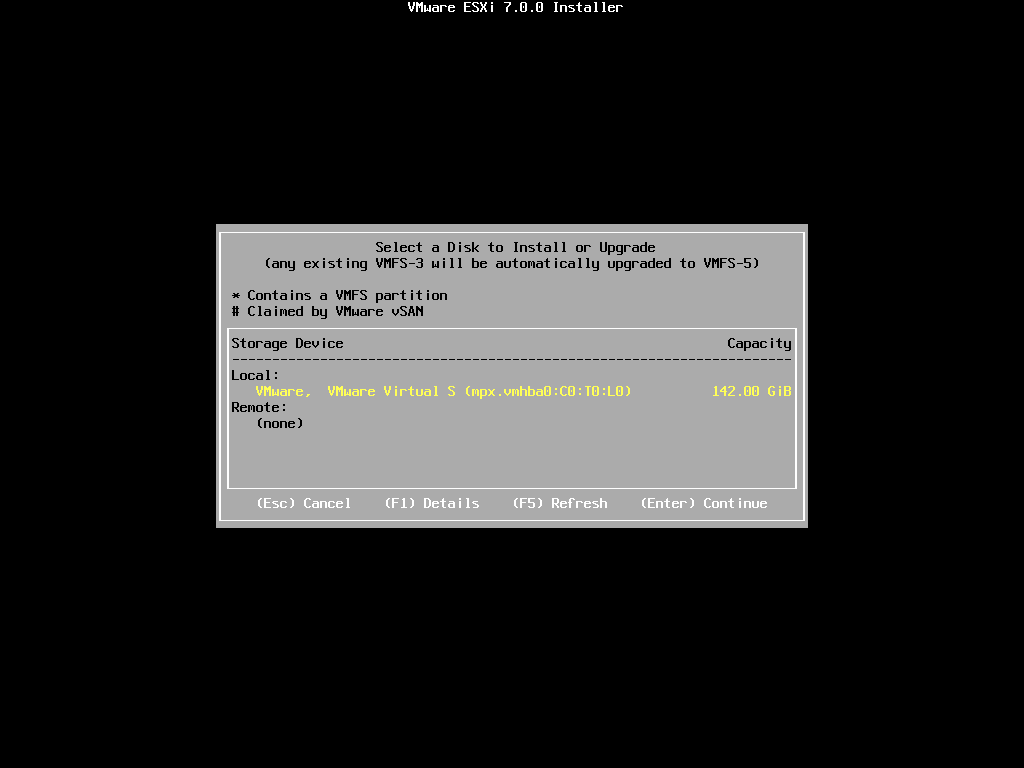 VMware ESXi 7.0.0 Installer
Select a Disk to Install or Upgrade
(any existing VMFS-3 will be automatically upgraded to VMFS-5)
* Contains a VMFS partition
# Claimed by VMware vSAN
Storage Device Capacity
Local:
VMware,  VMware Virtual S (mpx.vmhba0:C0:T0:L0) 142.00 GiB
Remote:
(none)
(Esc) Cancel (F1) Details (F5) Refresh (Enter) Continue